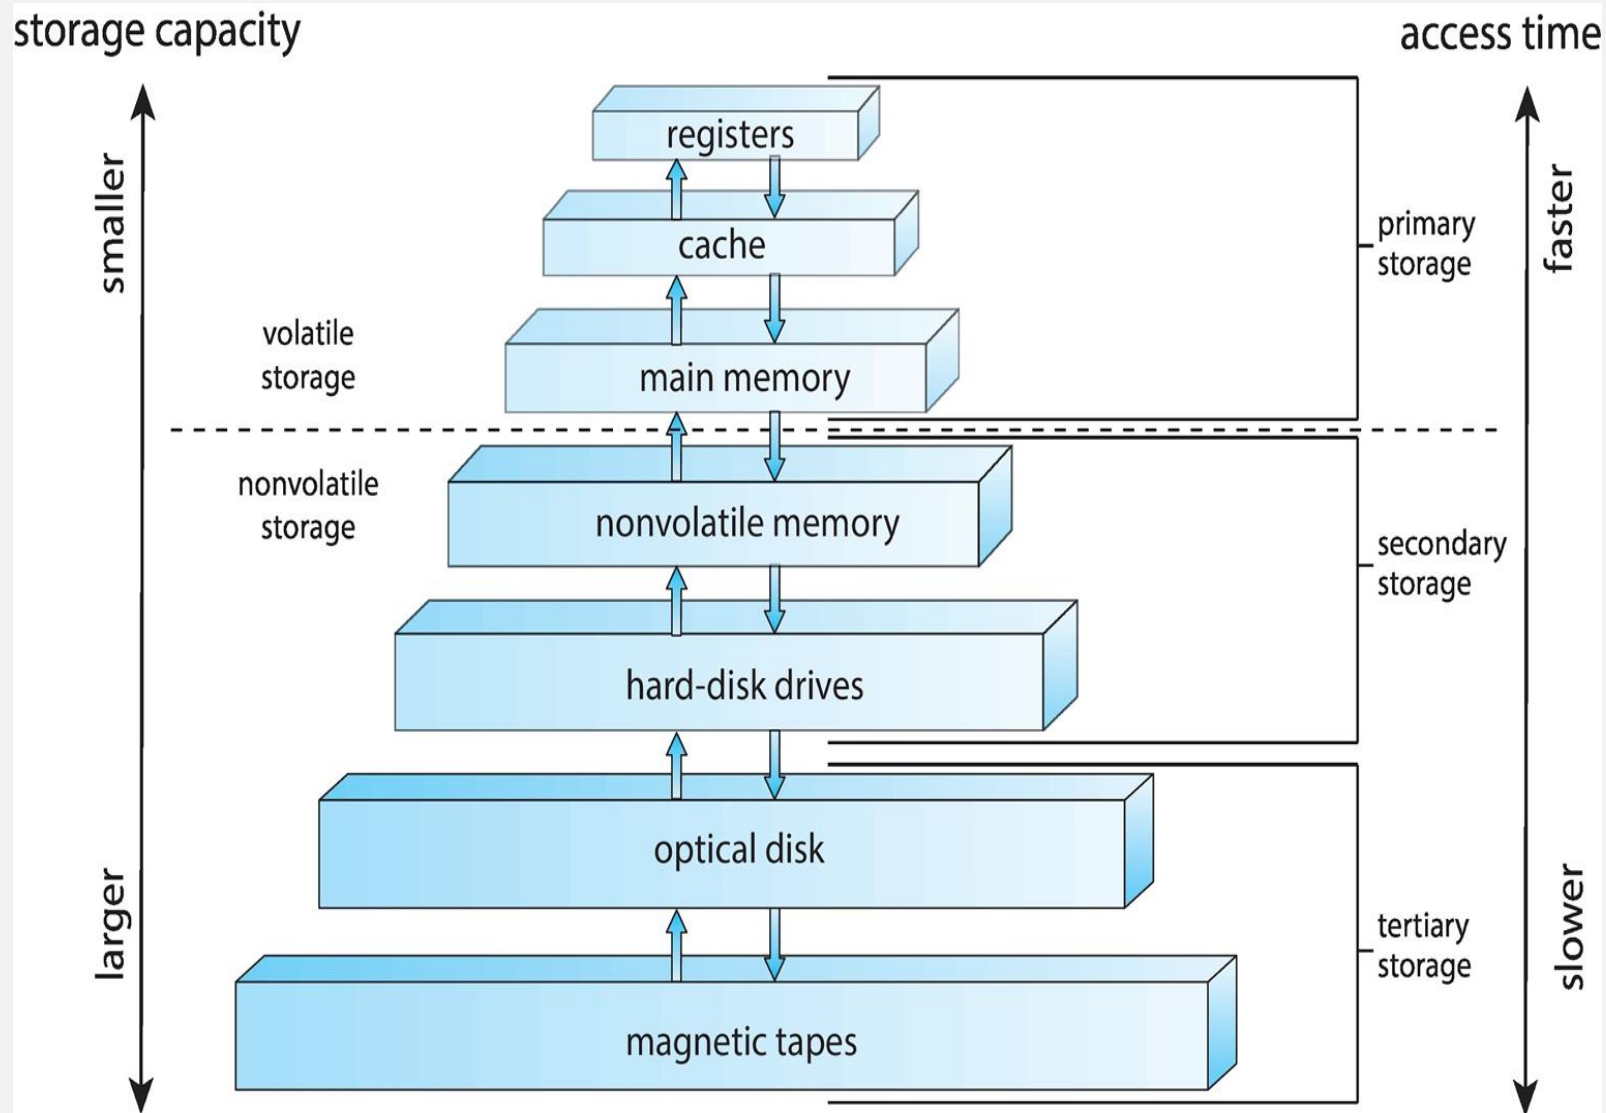 storage capacity
access time
smaller
faster
registers
cache
primary
storage
volatile
storage
main memory
nonvolatile
storage
nonvolatile memory
secondary
storage
hard-disk drives
optical disk
larger
slower
tertiary
storage
magnetic tapes